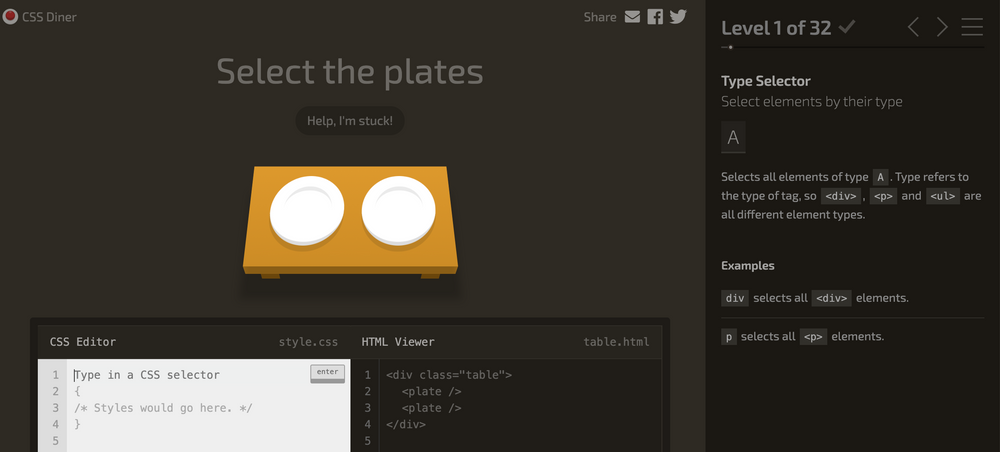 CSS Diner
Share
Select the plates
Help, I'm stuck!
CSS Editor
style.css
HTML Viewer
table.html
1 Type in a CSS selector
enter
2 {
3 /* Styles would go here. */
4 }
5
1 <div class="table">
2 <plate />
3 <plate />
4 </div>
5
Level 1 of 32
Type Selector
Select elements by their type
A
Selects all elements of type A . Type refers to
the type of tag, so <div> , <p> and <ul> are
all different element types.
Examples
div selects all <div> elements.
p selects all <p> elements.